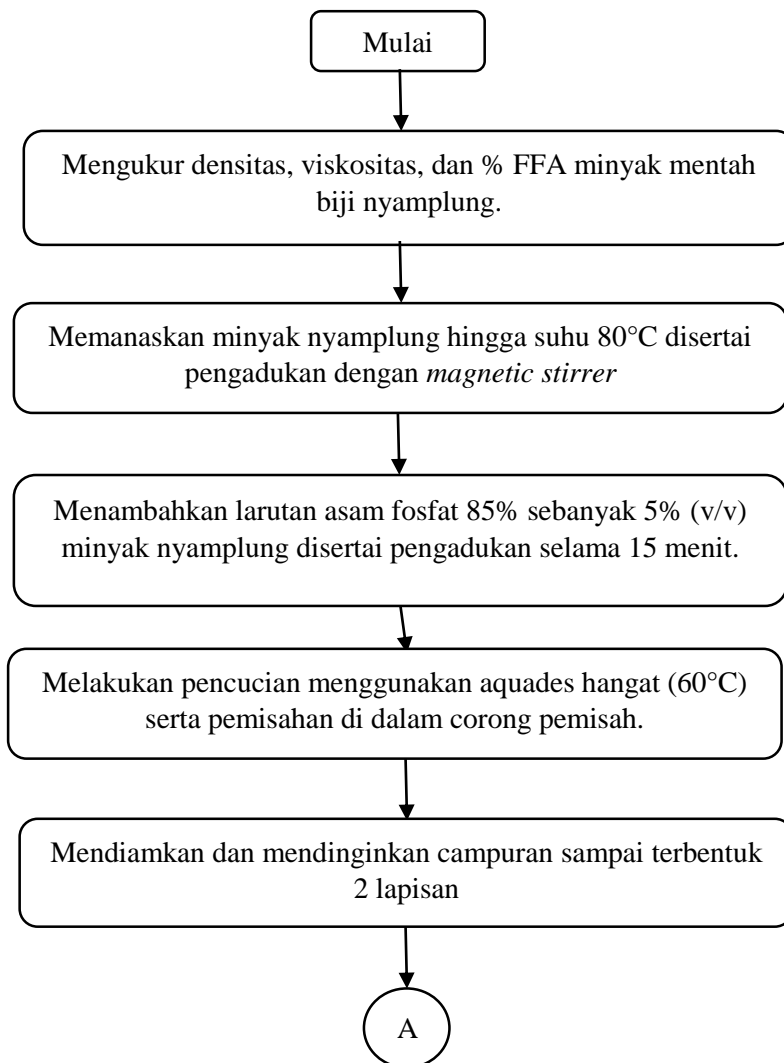 Mulai
Mengukur densitas, viskositas, dan % FFA minyak mentah
biji nyamplung.
Memanaskan minyak nyamplung hingga suhu 80°C disertai
pengadukan dengan magnetic stirrer
Menambahkan larutan asam fosfat 85% sebanyak 5% (v/v)
minyak nyamplung disertai pengadukan selama 15 menit.
Melakukan pencucian menggunakan aquades hangat (60°C)
serta pemisahan di dalam corong pemisah.
Mendiamkan dan mendinginkan campuran sampai terbentuk
2 lapisan
A